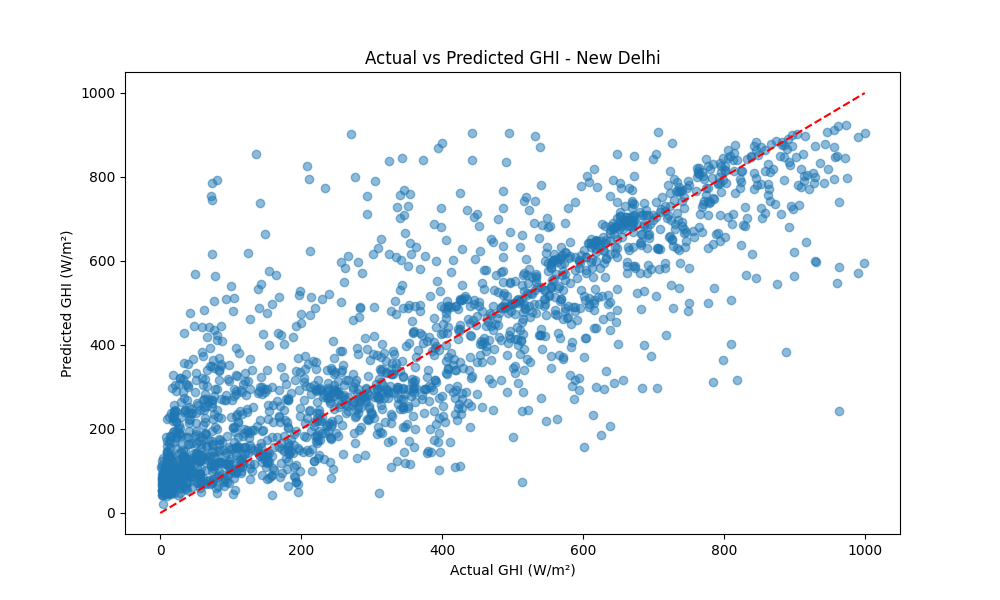 Actual vs Predicted GHI - New Delhi
1000
800
600
400
200
0
Predicted GHI (W/m²)
0 200 400 600 800 1000
Actual GHI (W/m²)